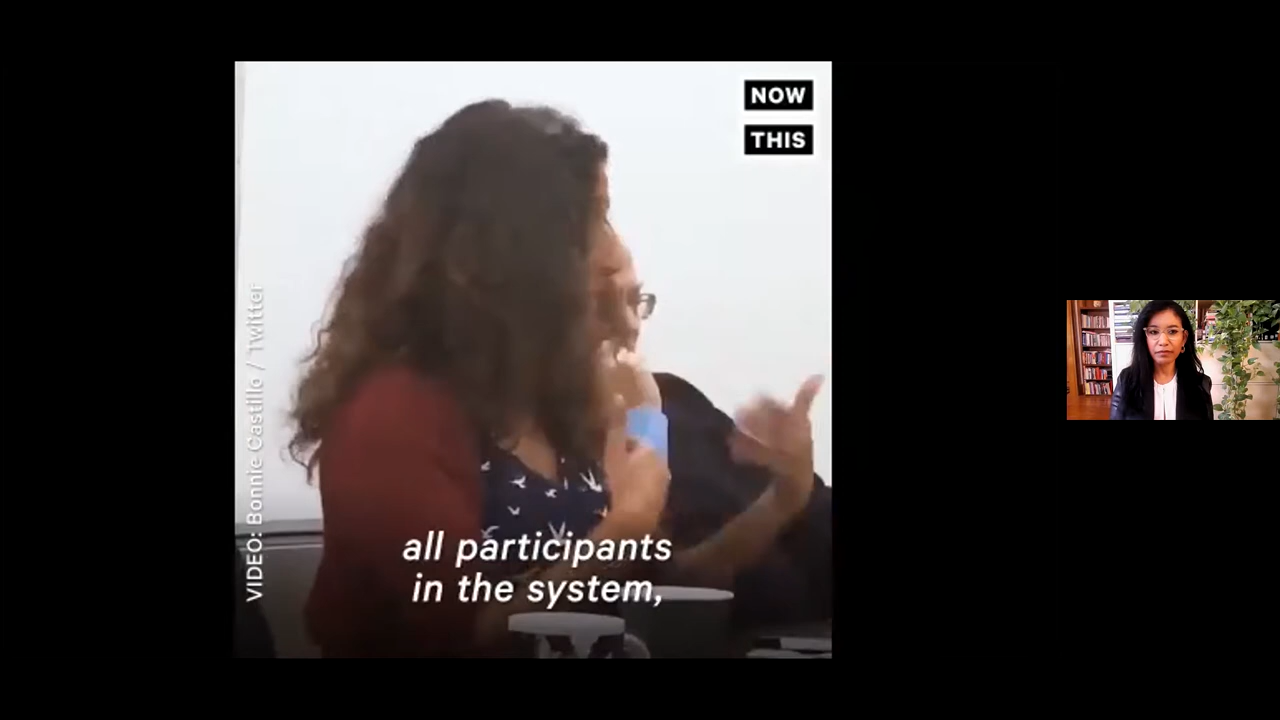 NOW
THIS
VIDEO: Bonnie Castillo / Twitter
all participants
in the system,